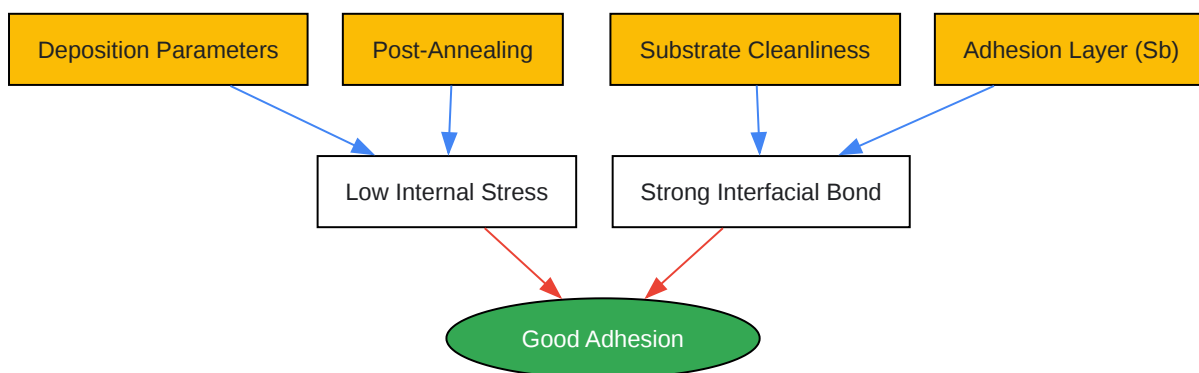 Deposition Parameters
Post-Annealing
Substrate Cleanliness
Adhesion Layer (Sb)
Low Internal Stress
Strong Interfacial Bond
Good Adhesion